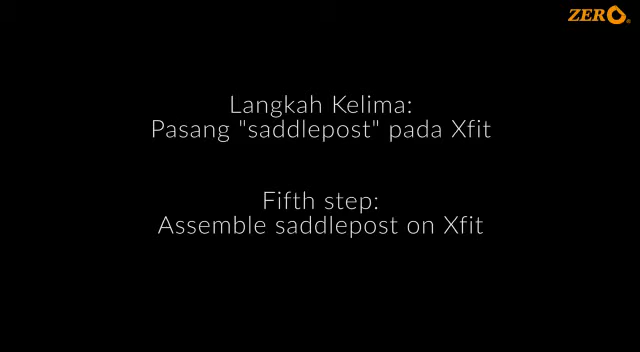 ZERO®
Langkah Kelima:
Pasang "saddlepost" pada Xfit
Fifth step:
Assemble saddlepost on Xfit